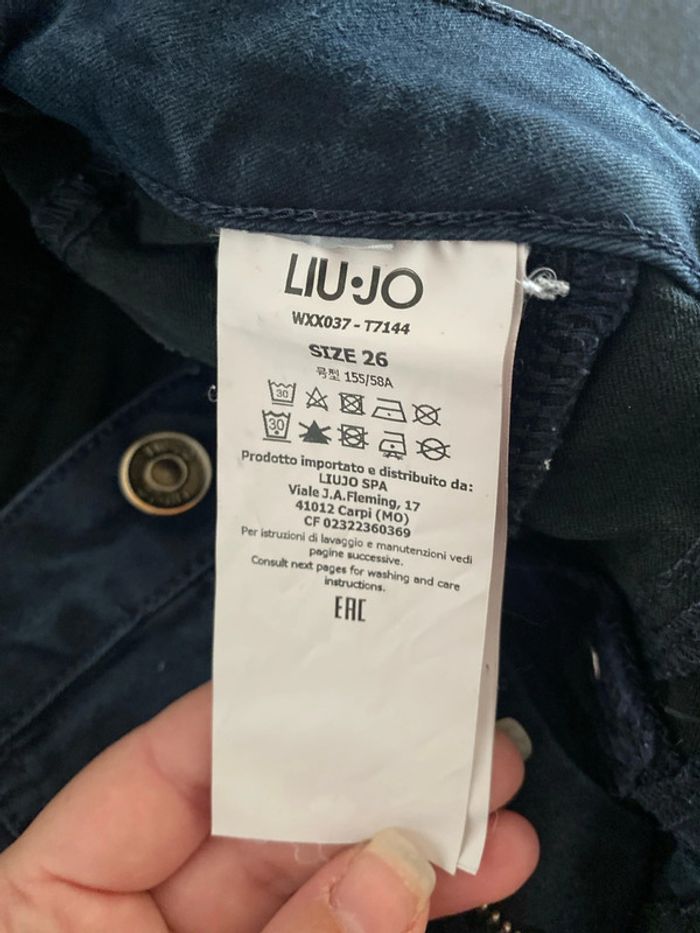 LIU·JO
WXX037 - T7144
SIZE 26
号型 155/58A
30
30
Prodotto importato e distribuito da:
LIUJO SPA
Viale J.A.Fleming, 17
41012 Carpi (MO)
CF 02322360369
Per istruzioni di lavaggio e manutenzioni vedi
pagine successive.
Consult next pages for washing and care
instructions.
EAC